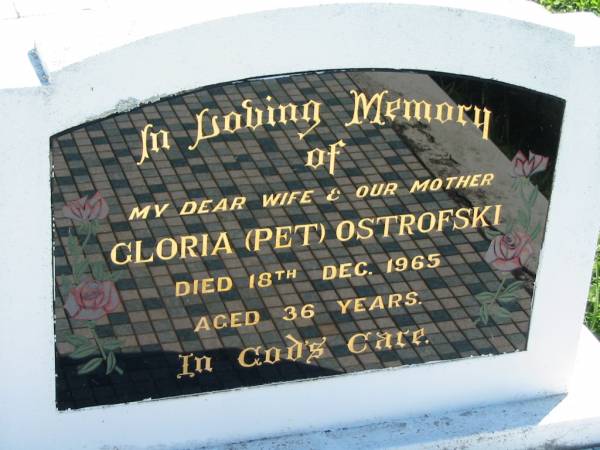 In Loving Memory
of
MY DEAR WIFE & OUR MOTHER
GLORIA (PET) OSTROFSKI
DIED 18TH DEC. 1965
AGED 36 YEARS.
In God's Care.